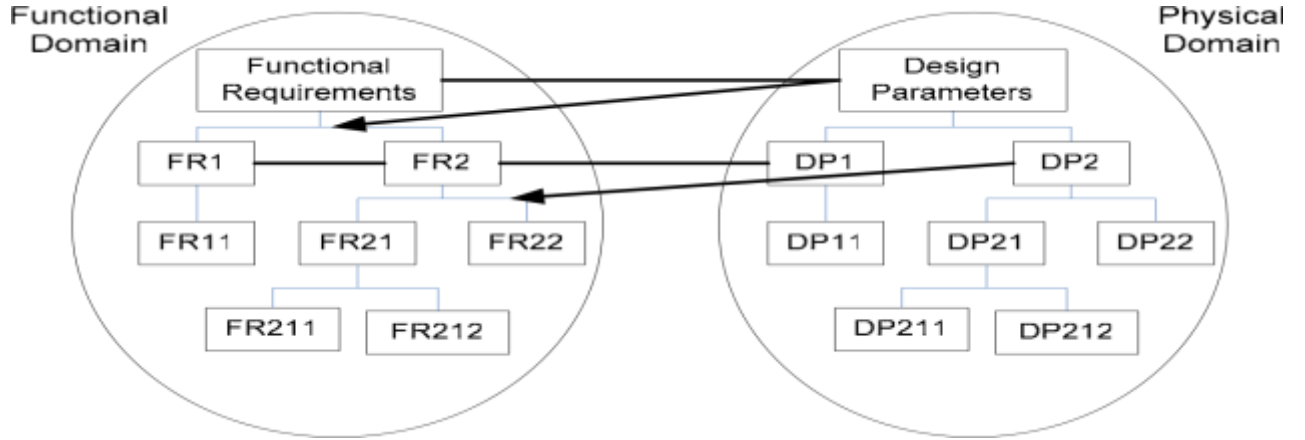 Functional
Domain
Physical
Domain
Functional
Requirements
Design
Parameters
FR1
FR2
DP1
DP2
FR11
FR21
FR22
DP11
DP21
DP22
FR211
FR212
DP211
DP212